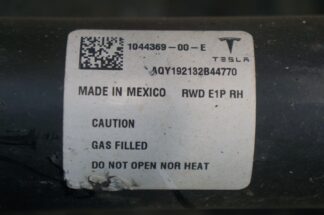 1044369-00-E
TESLA
AQY192132B44770
MADE IN MEXICO RWD E1P RH
CAUTION
GAS FILLED
DO NOT OPEN NOR HEAT